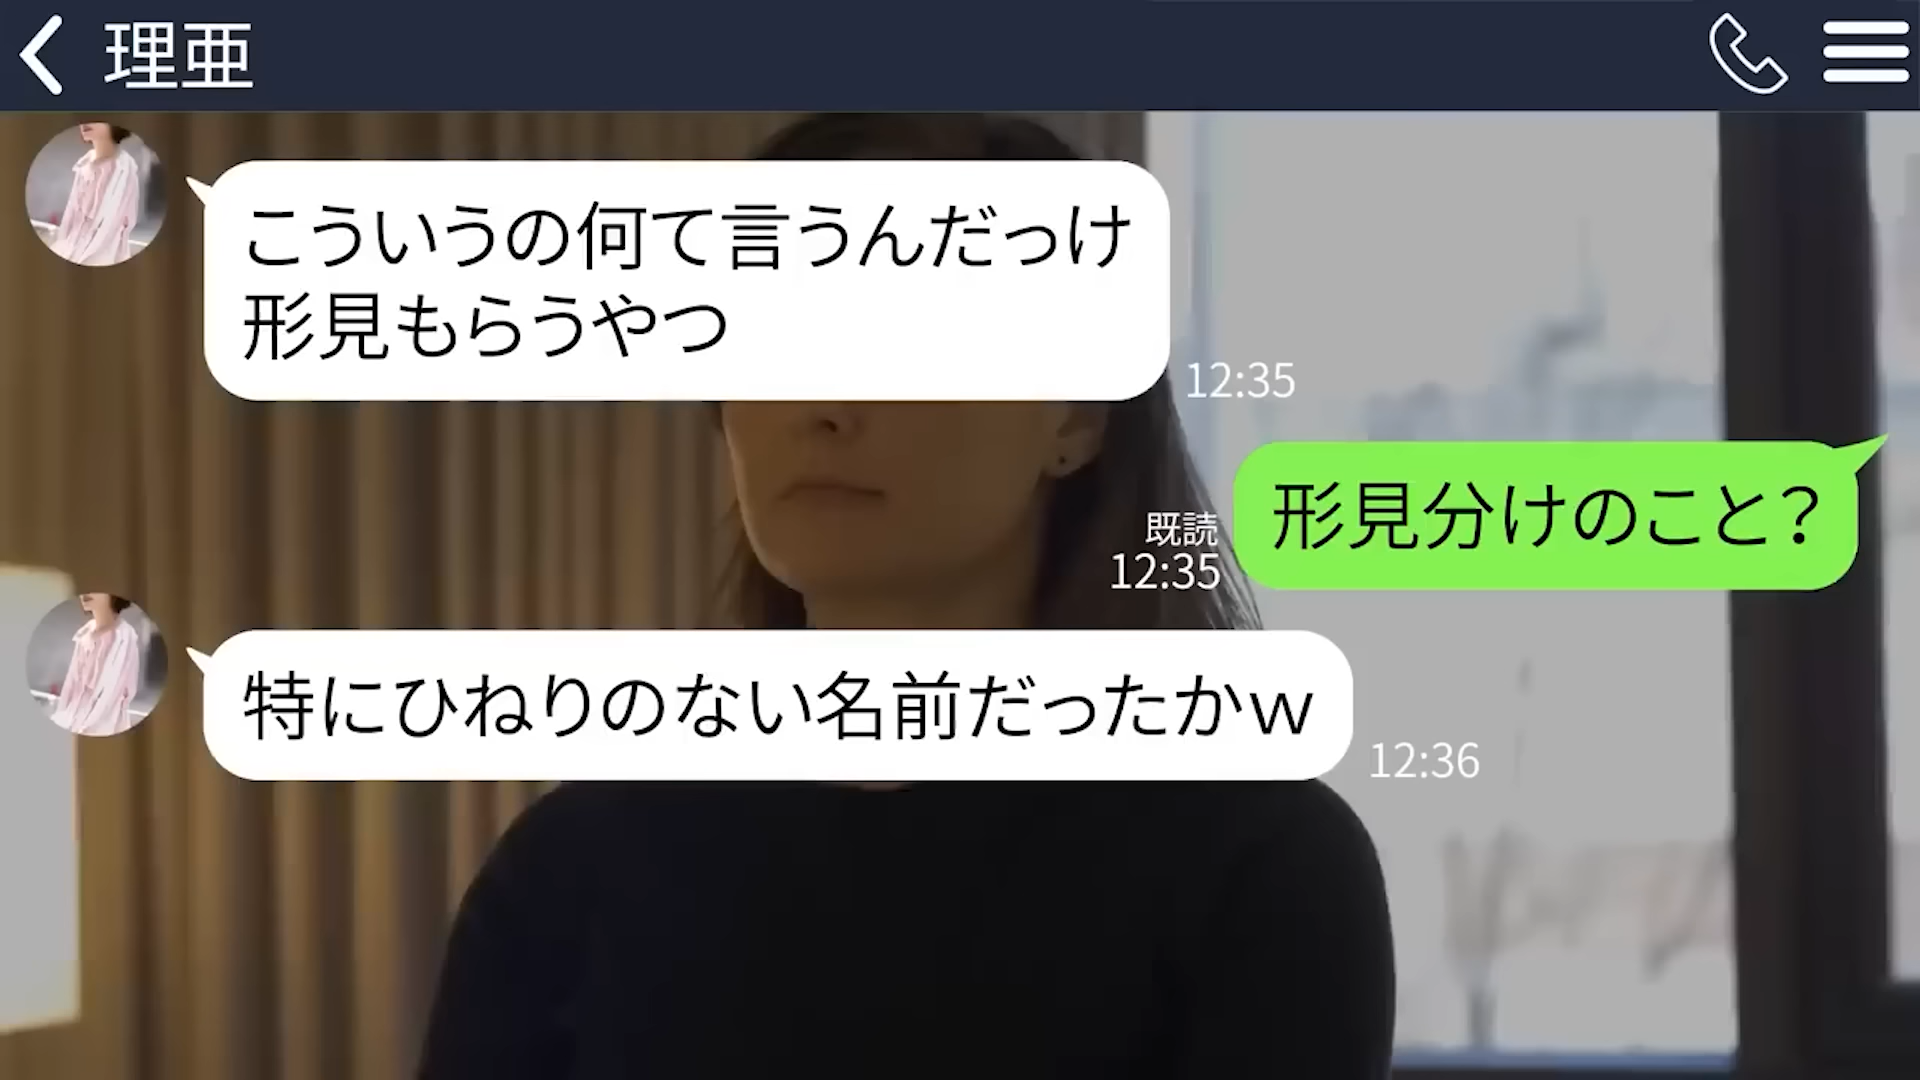 理亜
こういうの何て言うんだっけ
形見もらうやつ
12:35
形見分けのこと？
既読
12:35
特にひねりのない名前だったかｗ
12:36